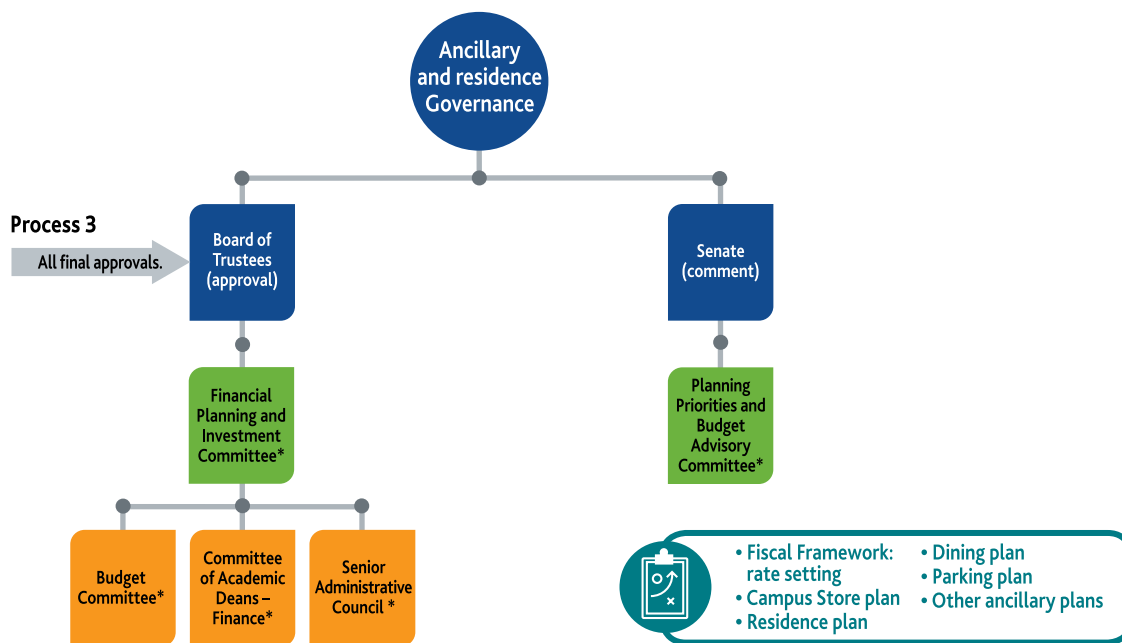 Ancillary
and residence
Governance
Process 3
All final approvals.
Board of
Trustees
(approval)
Senate
(comment)
Financial
Planning and
Investment
Committee*
Planning
Priorities and
Budget
Advisory
Committee*
Budget
Committee*
Committee
of Academic
Deans –
Finance*
Senior
Administrative
Council *
• Fiscal Framework:
rate setting
• Campus Store plan
• Residence plan
• Dining plan
• Parking plan
• Other ancillary plans